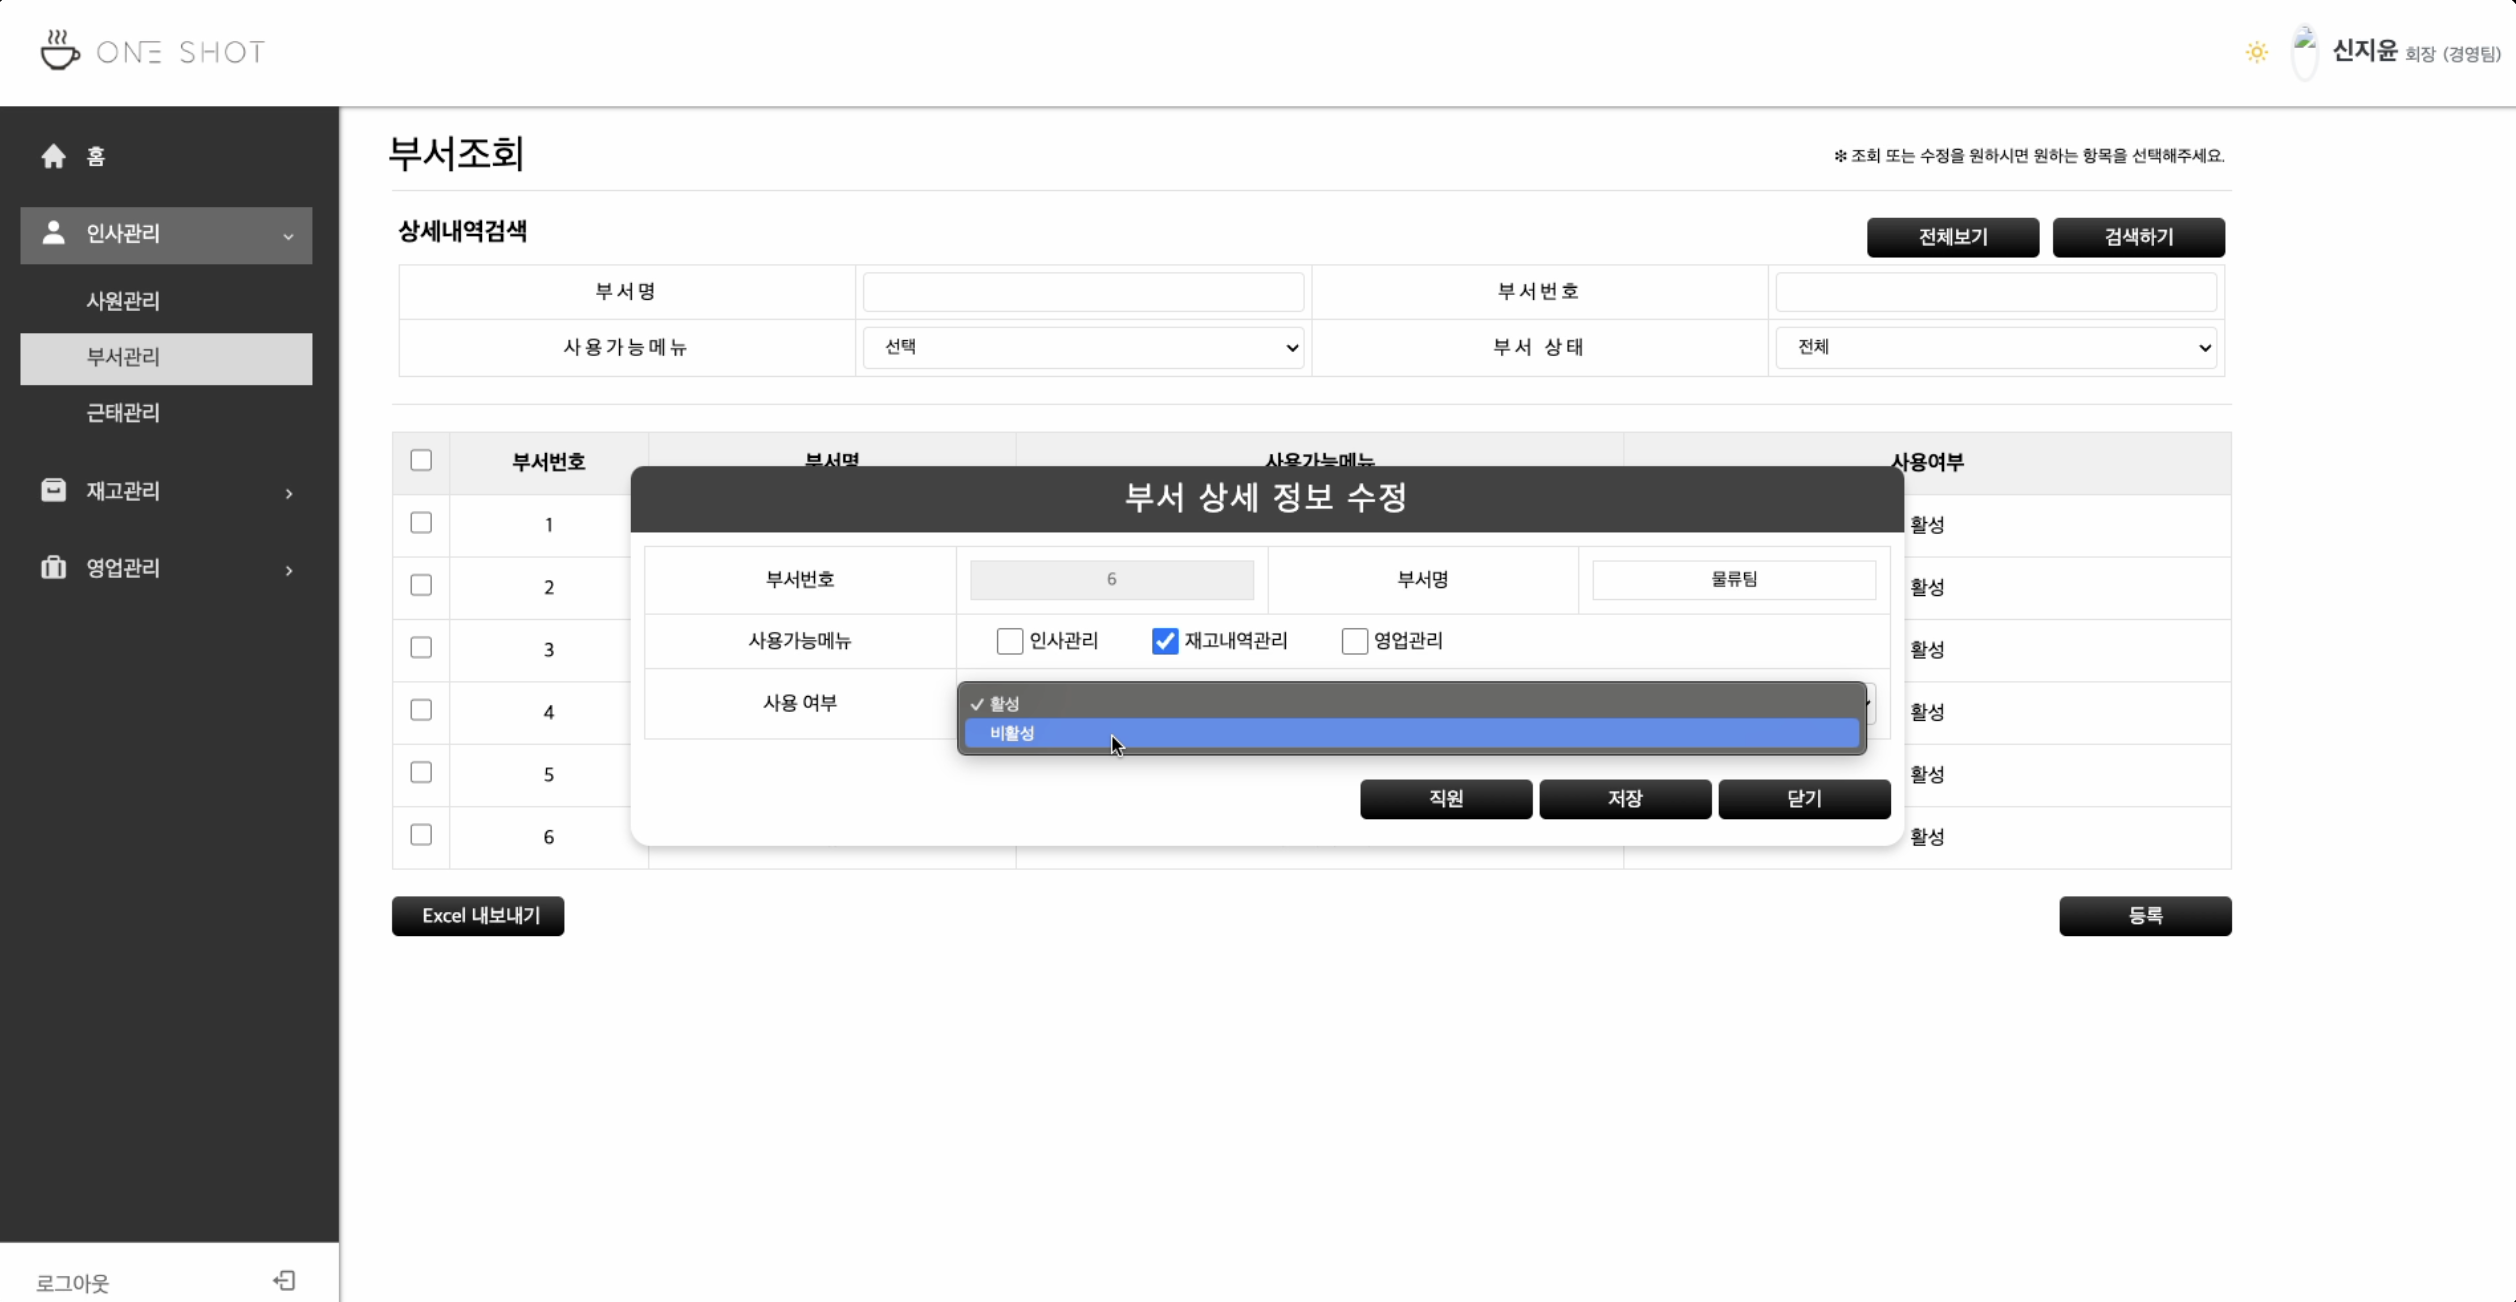 ONE SHOT
신지윤 회장 (경영팀)
홈
인사관리
사원관리
부서관리
근태관리
재고관리
영업관리
로그아웃
부서조회
❇ 조회 또는 수정을 원하시면 원하는 항목을 선택해주세요.
상세내역검색
전체보기 검색하기
부서명 부서번호
사용가능메뉴 선택 부서 상태 전체
부서번호 부서명 사용가능메뉴 사용여부
1 활성
2 활성
3 활성
4 활성
5 활성
6 활성
부서 상세 정보 수정
부서번호 6 부서명 물류팀
사용가능메뉴 인사관리 재고내역관리 영업관리
사용 여부 ✓ 활성
비활성
직원 저장 닫기
Excel 내보내기 등록